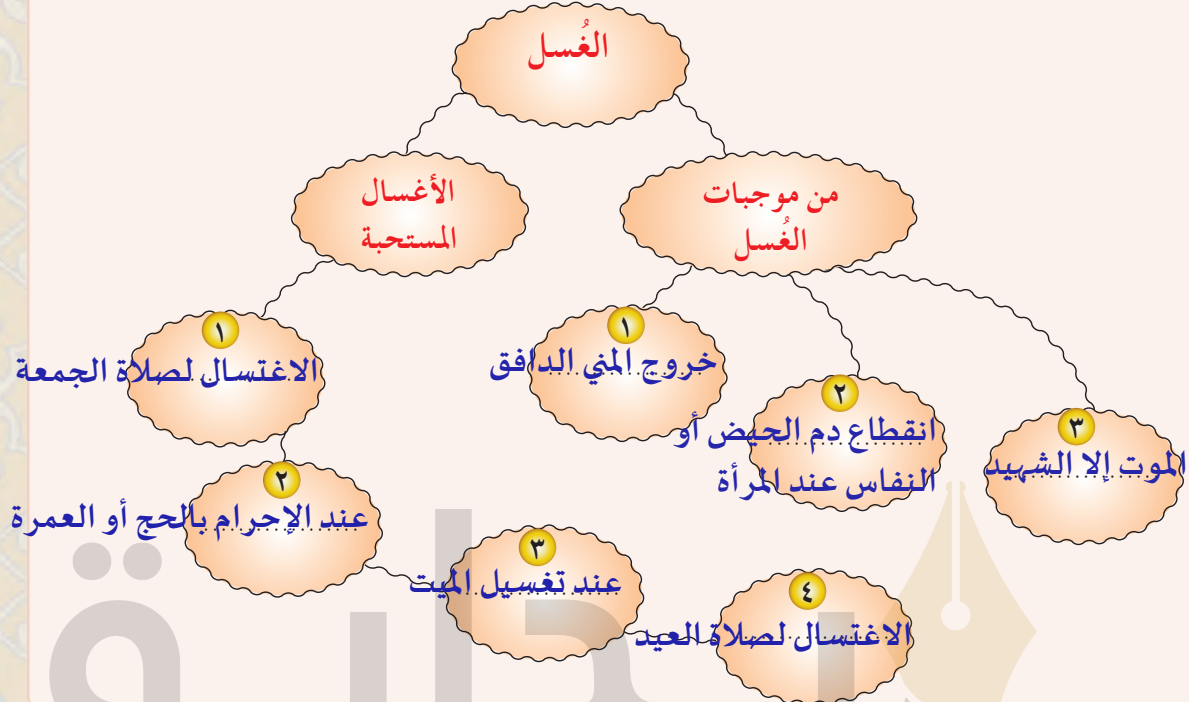 الغُسل
من موجبات
الغُسل
١
خروج المني الدافق
٢
انقطاع دم الحيض أو
النفاس عند المرأة
٣
الموت إلا الشهيد
الأغسال
المستحبة
١
الاغتسال لصلاة الجمعة
٢
عند الإحرام بالحج أو العمرة
٣
عند تغسيل الميت
٤
الاغتسال لصلاة العيد
بداية